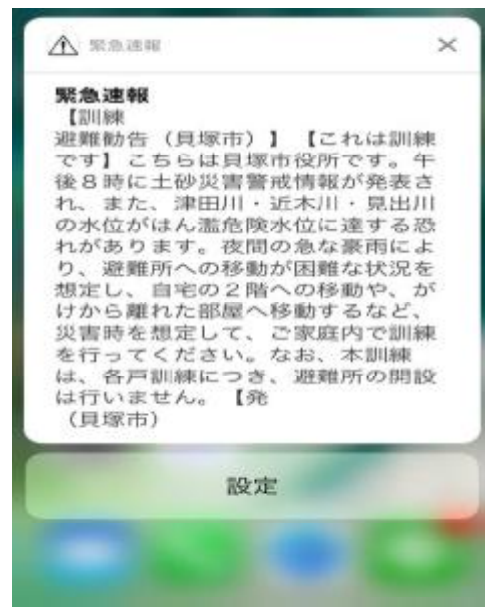 緊急速報
緊急速報
【訓練
避難勧告（貝塚市）】【これは訓練
です】こちらは貝塚市役所です。午
後８時に土砂災害警戒情報が発表さ
れ、また、津田川・近木川・見出川
の水位がはん濫危険水位に達する恐
れがあります。夜間の急な豪雨によ
り、避難所への移動が困難な状況を
想定し、自宅の２階への移動や、が
けから離れた部屋へ移動するなど、
災害時を想定して、ご家庭内で訓練
を行ってください。なお、本訓練
は、各戸訓練につき、避難所の開設
は行いません。【発
（貝塚市）
設定